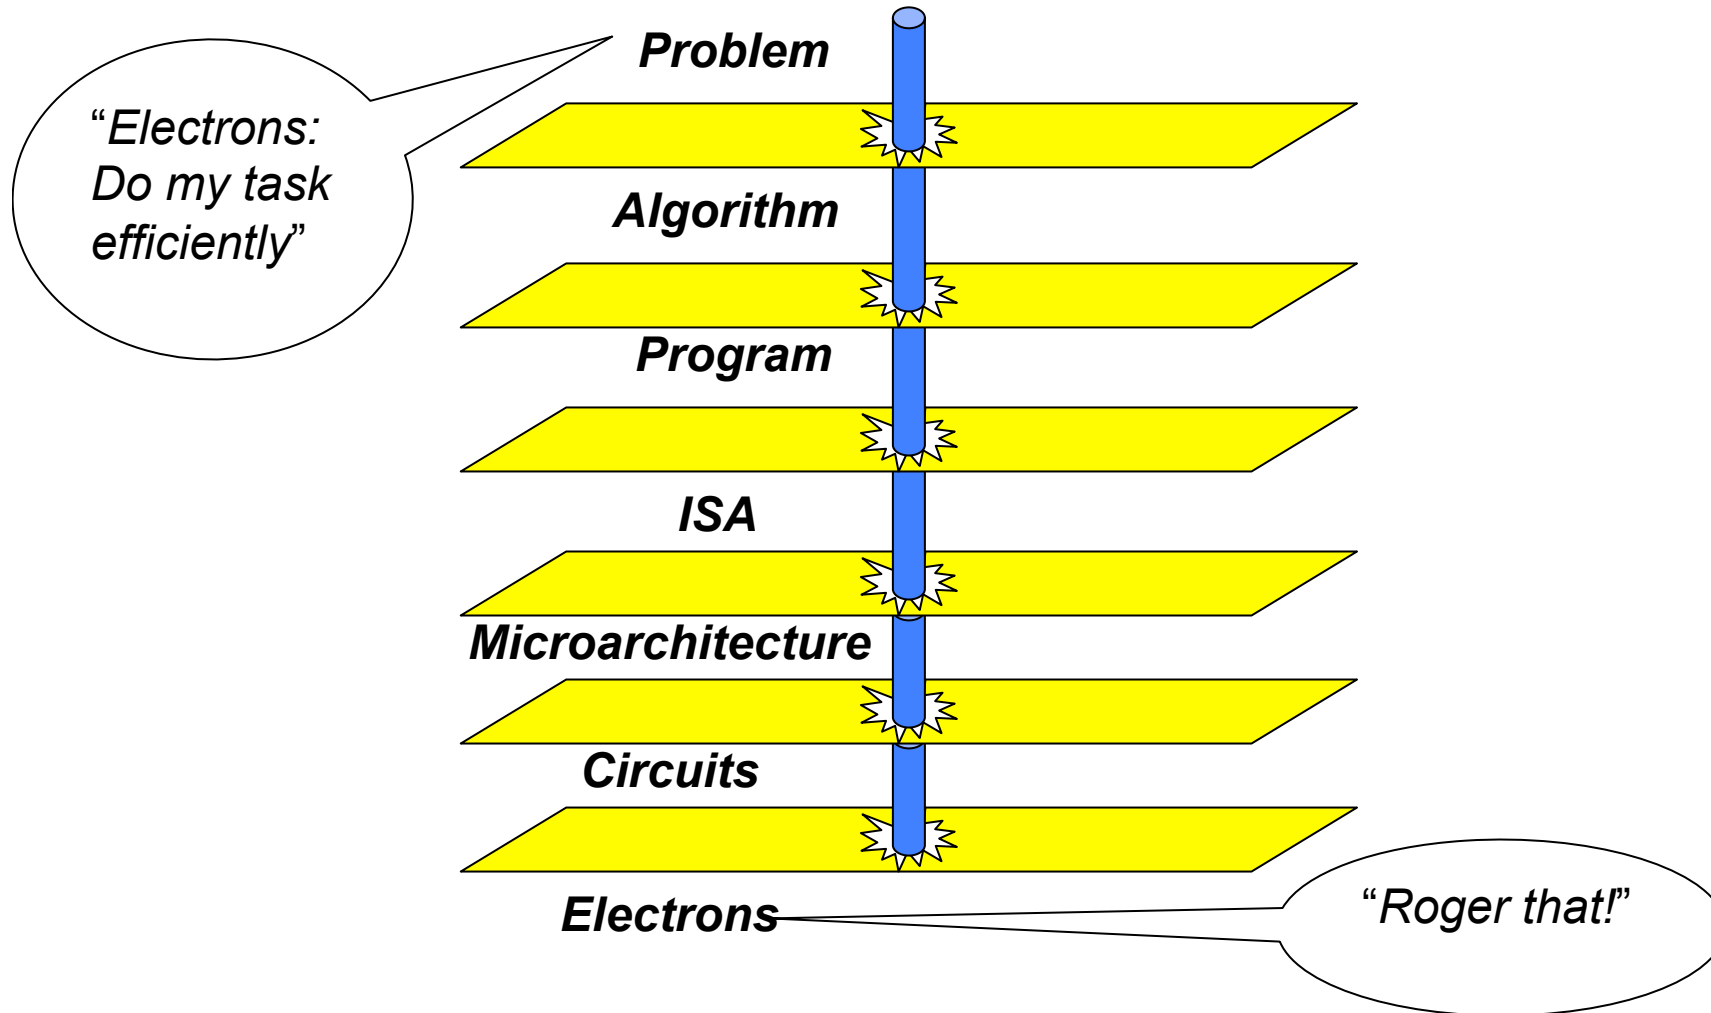 Problem
“Electrons:
Do my task
efficiently”
Algorithm
Program
ISA
Microarchitecture
Circuits
Electrons
“Roger that!”